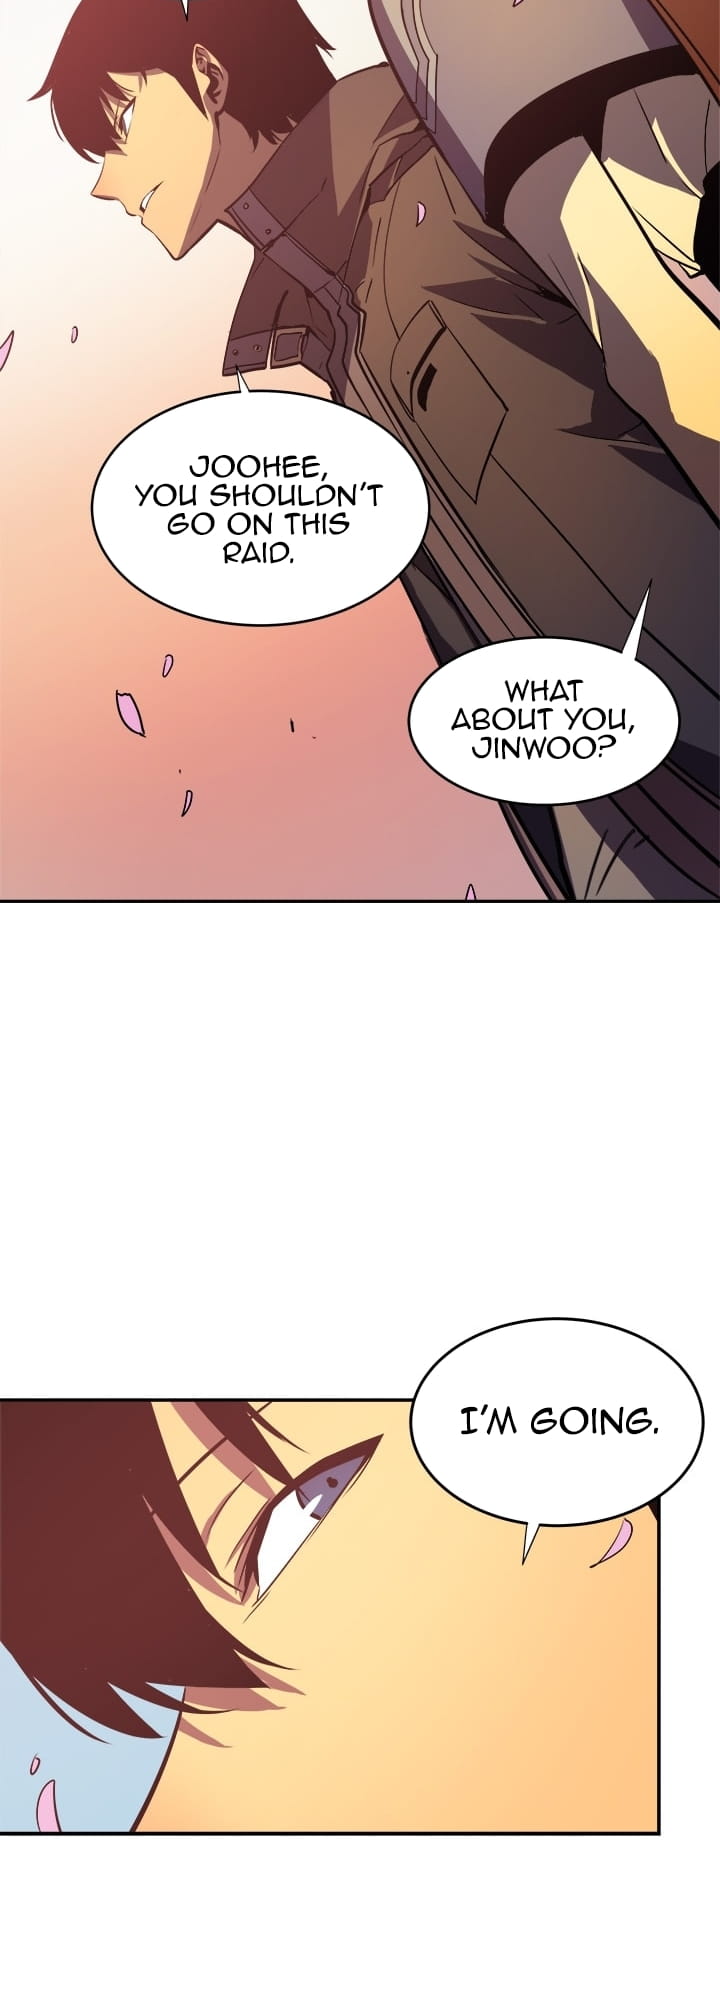 JOOHEE,
YOU SHOULDN'T
GO ON THIS
RAID.
WHAT
ABOUT YOU,
JINWOO?
I'M GOING.